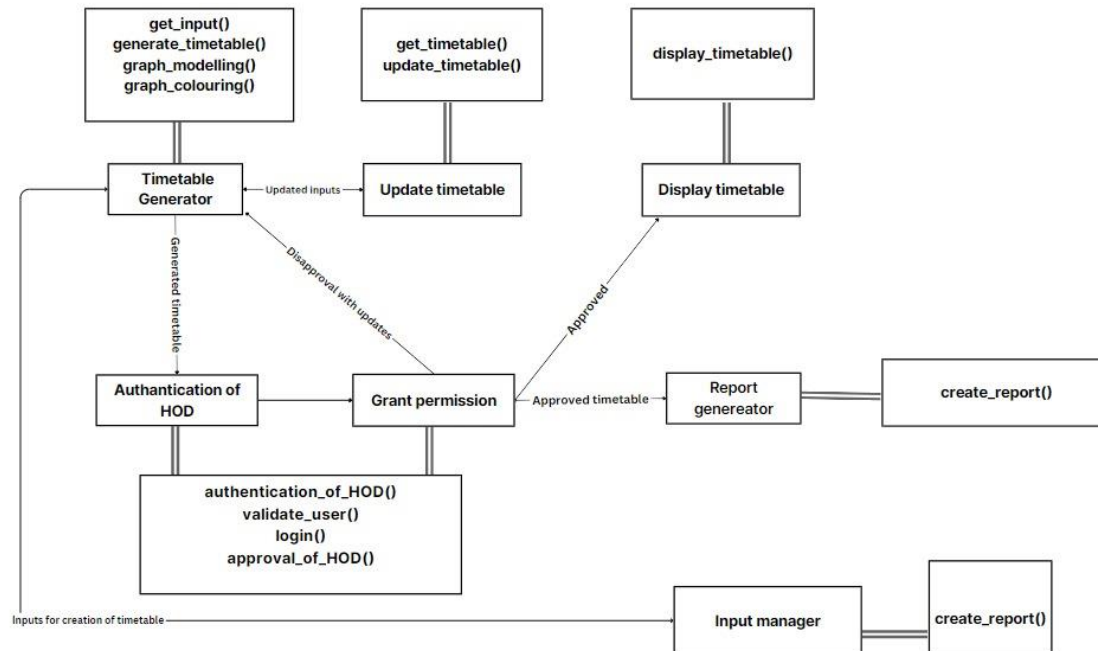 get_input()
generate_timetable()
graph_modelling()
graph_colouring()
get_timetable()
update_timetable()
display_timetable()
Timetable
Generator
Updated inputs
Update timetable
Display timetable
Generated timetable
Disapproval with updates
Approved
Authantication of
HOD
Grant permission
Approved timetable
Report
genereator
create_report()
authentication_of_HOD()
validate_user()
login()
approval_of_HOD()
Inputs for creation of timetable
Input manager
create_report()